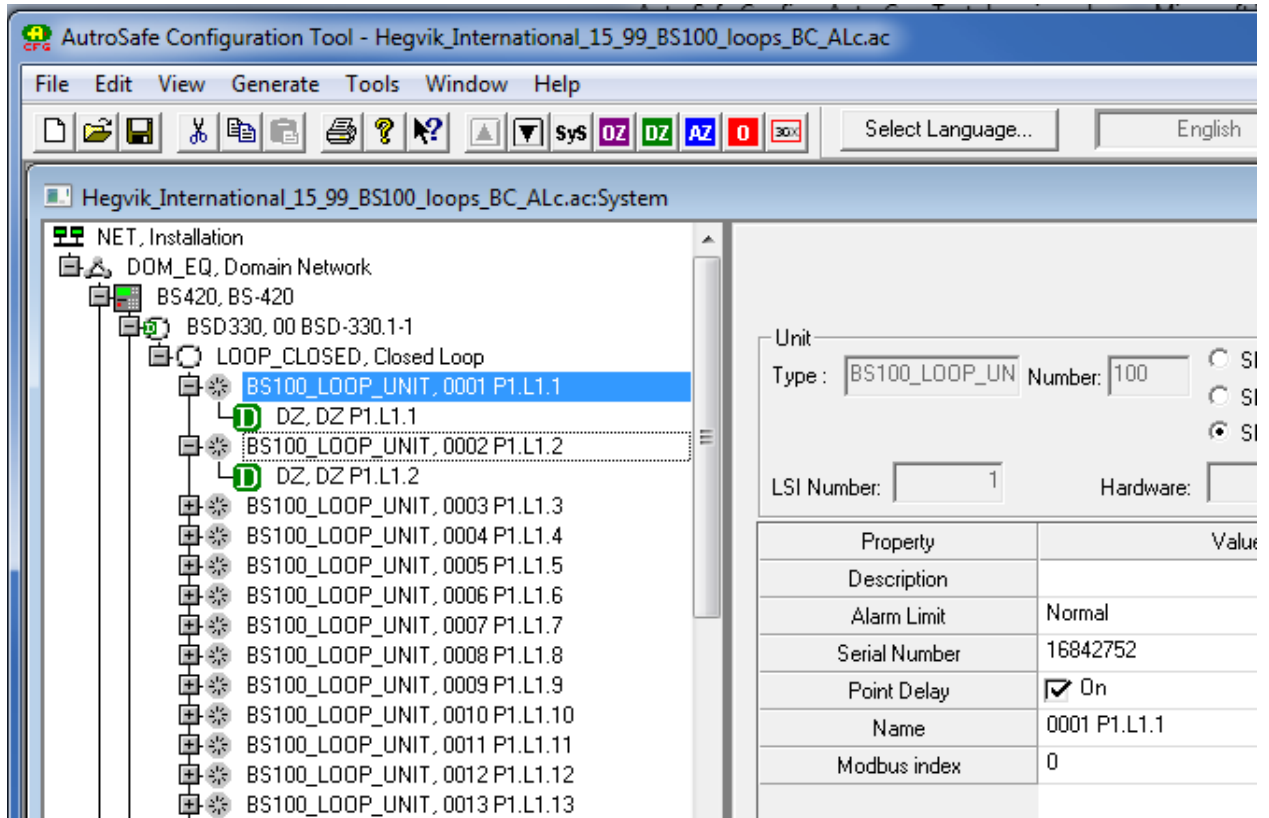 AutroSafe Configuration Tool - Hegvik_International_15_99_BS100_loops_BC_ALc.ac
File Edit View Generate Tools Window Help
SyS OZ DZ AZ 0 Select Language... English
Hegvik_International_15_99_BS100_loops_BC_ALc.ac:System
NET, Installation
DOM_EQ, Domain Network
BS420, BS-420
BSD330, 00 BSD-330.1-1
LOOP_CLOSED, Closed Loop
BS100_LOOP_UNIT, 0001 P1.L1.1
DZ, DZ P1.L1.1
BS100_LOOP_UNIT, 0002 P1.L1.2
DZ, DZ P1.L1.2
BS100_LOOP_UNIT, 0003 P1.L1.3
BS100_LOOP_UNIT, 0004 P1.L1.4
BS100_LOOP_UNIT, 0005 P1.L1.5
BS100_LOOP_UNIT, 0006 P1.L1.6
BS100_LOOP_UNIT, 0007 P1.L1.7
BS100_LOOP_UNIT, 0008 P1.L1.8
BS100_LOOP_UNIT, 0009 P1.L1.9
BS100_LOOP_UNIT, 0010 P1.L1.10
BS100_LOOP_UNIT, 0011 P1.L1.11
BS100_LOOP_UNIT, 0012 P1.L1.12
BS100_LOOP_UNIT, 0013 P1.L1.13
Unit
Type: BS100_LOOP_UN Number: 100
LSI Number: 1 Hardware:
Property Value
Description
Alarm Limit Normal
Serial Number 16842752
Point Delay On
Name 0001 P1.L1.1
Modbus index 0